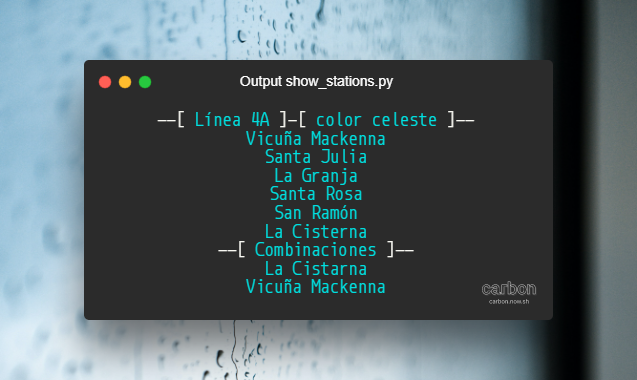 Output show_stations.py
——[ Línea 4A ]—[ color celeste ]——
Vicuña Mackenna
Santa Julia
La Granja
Santa Rosa
San Ramón
La Cisterna
——[ Combinaciones ]——
La Cistarna
Vicuña Mackenna
carbon
carbon.now.sh